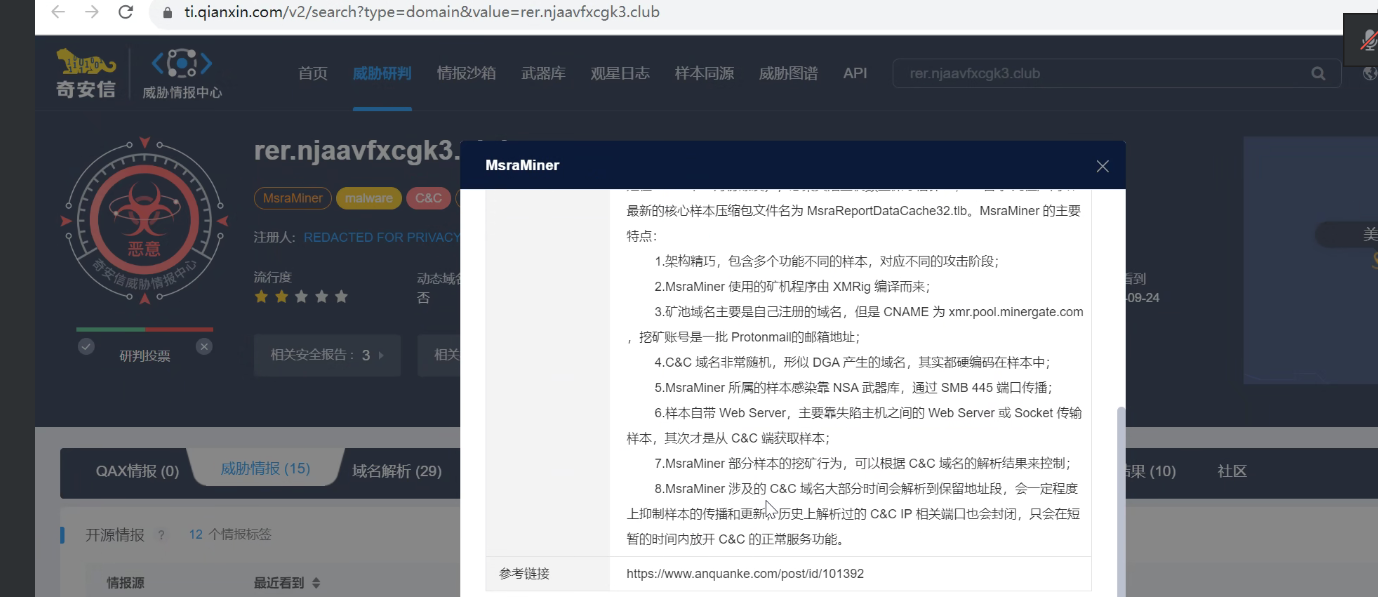 ti.qianxin.com/v2/search?type=domain&value=rer.njaavfxcgk3.club
奇安信
威胁情报中心
首页 威胁研判 情报沙箱 武器库 观星日志 样本同源 威胁图谱 API
rer.njaavfxcgk3.club
恶意
奇安信威胁情报中心
rer.njaavfxcgk3.
MsraMiner malware C&C
注册人: REDACTED FOR PRIVACY
流行度 动态域名
否
研判投票
相关安全报告: 3
相关
看到
-09-24
美
MsraMiner
最新的核心样本压缩包文件名为 MsraReportDataCache32.tlb。MsraMiner 的主要
特点:
1.架构精巧，包含多个功能不同的样本，对应不同的攻击阶段;
2.MsraMiner 使用的矿机程序由 XMRig 编译而来;
3.矿池域名主要是自己注册的域名，但是 CNAME 为 xmr.pool.minergate.com
，挖矿账号是一批 Protonmail的邮箱地址;
4.C&C 域名非常随机，形似 DGA 产生的域名，其实都硬编码在样本中;
5.MsraMiner 所属的样本感染靠 NSA 武器库，通过 SMB 445 端口传播;
6.样本自带 Web Server，主要靠失陷主机之间的 Web Server 或 Socket 传输
样本，其次才是从 C&C 端获取样本;
7.MsraMiner 部分样本的挖矿行为，可以根据 C&C 域名的解析结果来控制;
8.MsraMiner 涉及的 C&C 域名大部分时间会解析到保留地址段，会一定程度
上抑制样本的传播和更新，历史上解析过的 C&C IP 相关端口也会封闭，只会在短
暂的时间内放开 C&C 的正常服务功能。
参考链接 https://www.anquanke.com/post/id/101392
QAX情报 (0) 威胁情报 (15) 域名解析 (29) 结果 (10) 社区
开源情报 ? 12 个情报标签
情报源 最近看到